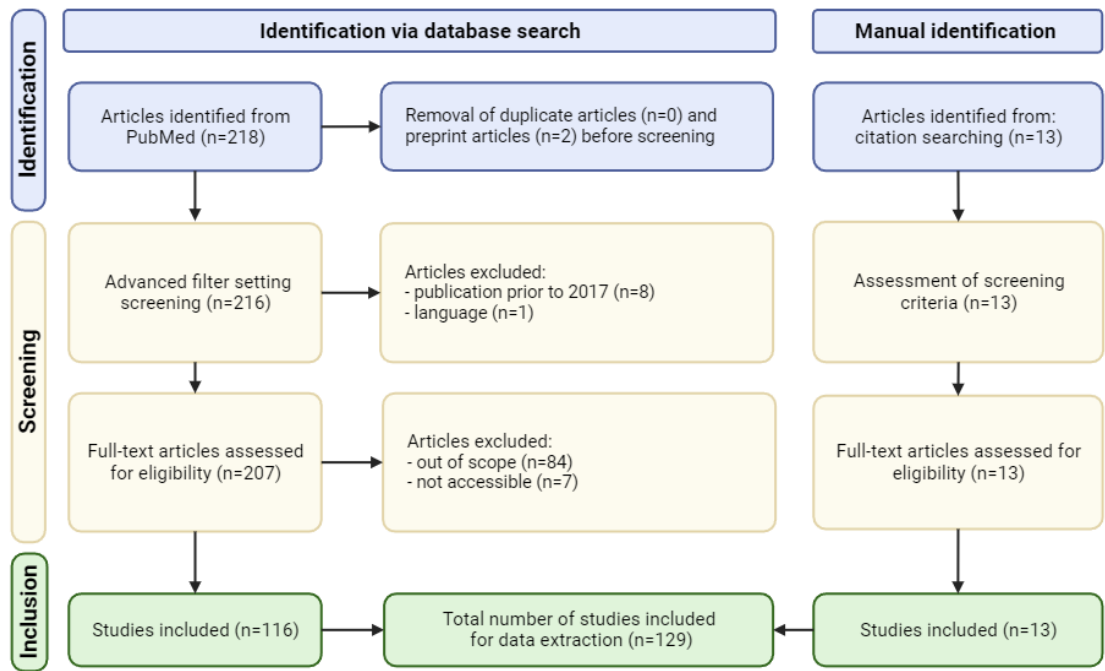 Identification
Identification via database search
Manual identification
Articles identified from
PubMed (n=218)
Removal of duplicate articles (n=0) and
preprint articles (n=2) before screening
Articles identified from:
citation searching (n=13)
Screening
Advanced filter setting
screening (n=216)
Articles excluded:
- publication prior to 2017 (n=8)
- language (n=1)
Assessment of screening
criteria (n=13)
Full-text articles assessed
for eligibility (n=207)
Articles excluded:
- out of scope (n=84)
- not accessible (n=7)
Full-text articles assessed for
eligibility (n=13)
Inclusion
Studies included (n=116)
Total number of studies included
for data extraction (n=129)
Studies included (n=13)